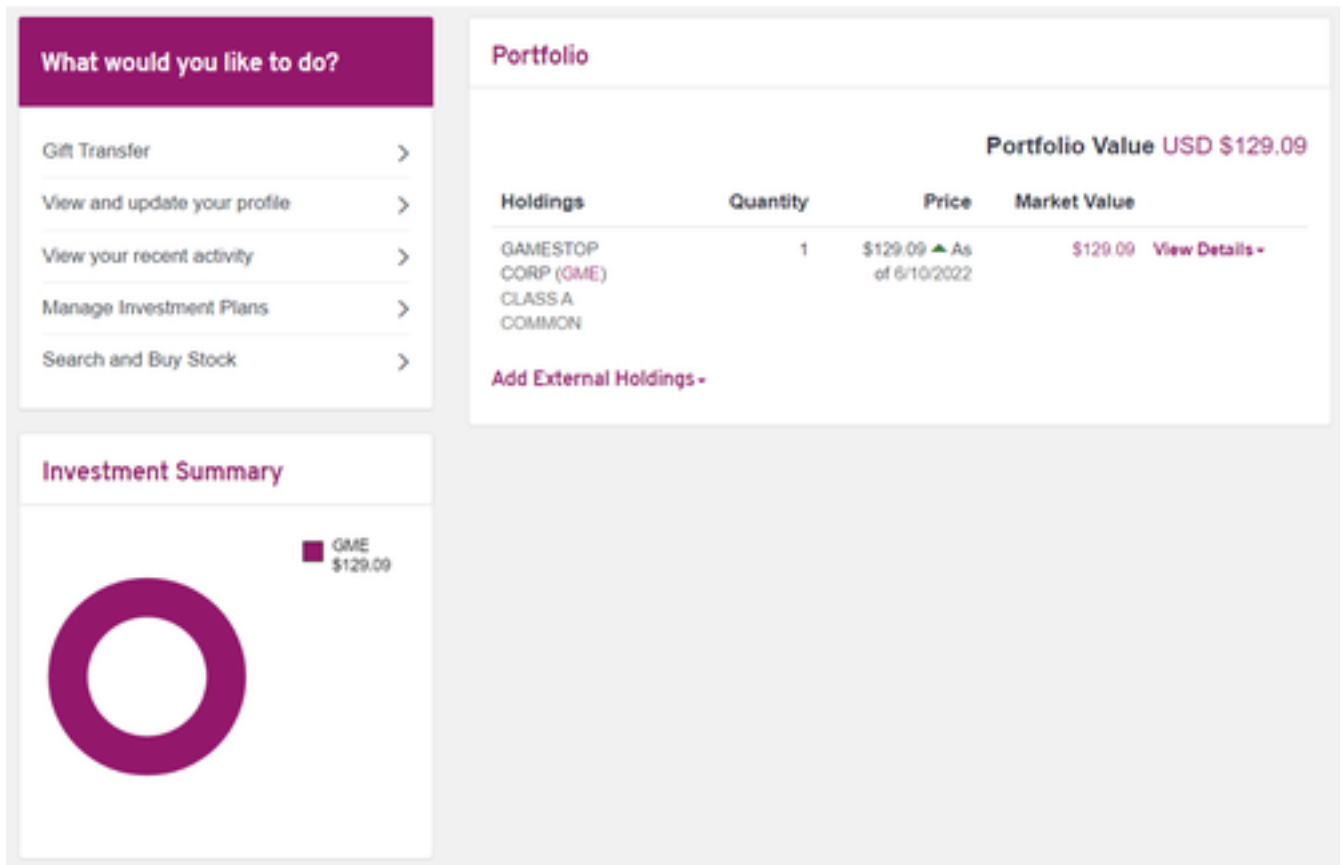 What would you like to do?
Gift Transfer
View and update your profile
View your recent activity
Manage Investment Plans
Search and Buy Stock
Portfolio
Portfolio Value USD $129.09
Holdings Quantity Price Market Value
GAMESTOP 1 $129.09 ▲ As $129.09 View Details
CORP (GME) of 6/10/2022
CLASS A
COMMON
Add External Holdings
Investment Summary
GME
$129.09